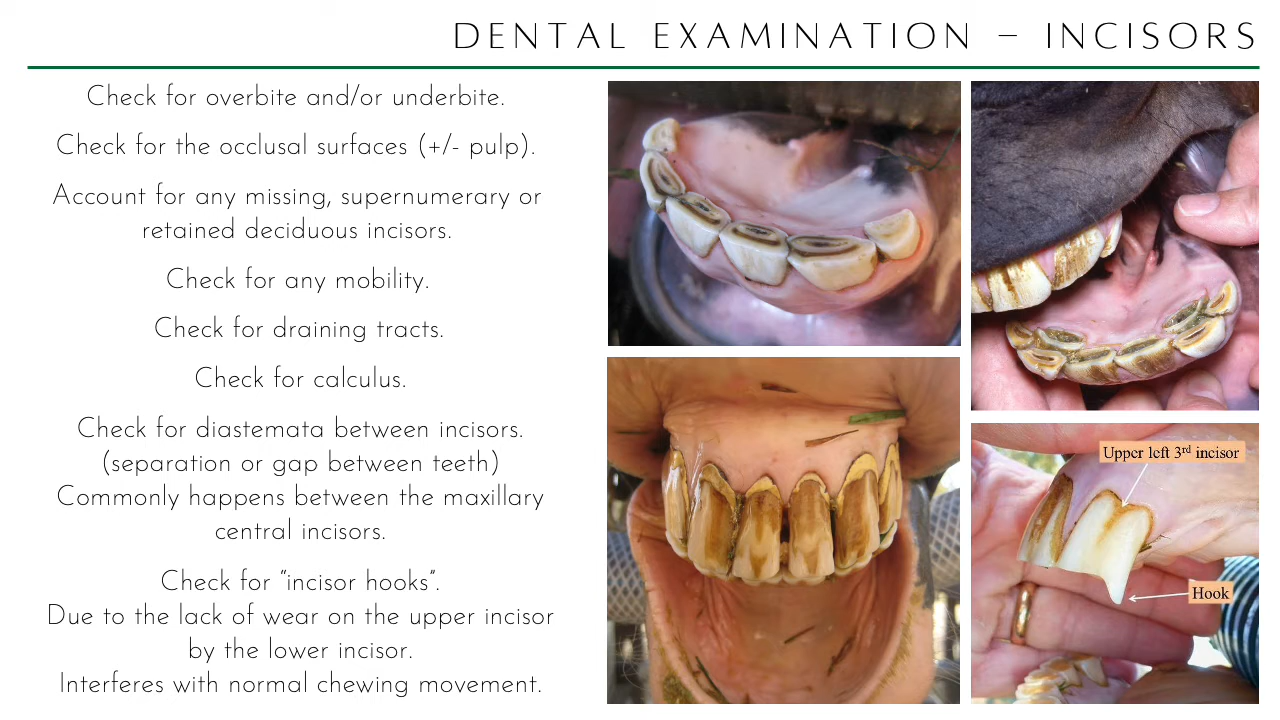 DENTAL EXAMINATION – INCISORS
Check for overbite and/or underbite.
Check for the occlusal surfaces (+/- pulp).
Account for any missing, supernumerary or
retained deciduous incisors.
Check for any mobility.
Check for draining tracts.
Check for calculus.
Check for diastemata between incisors.
(separation or gap between teeth)
Commonly happens between the maxillary
central incisors.
Check for “incisor hooks”.
Due to the lack of wear on the upper incisor
by the lower incisor.
Interferes with normal chewing movement.
Upper left 3rd incisor
Hook